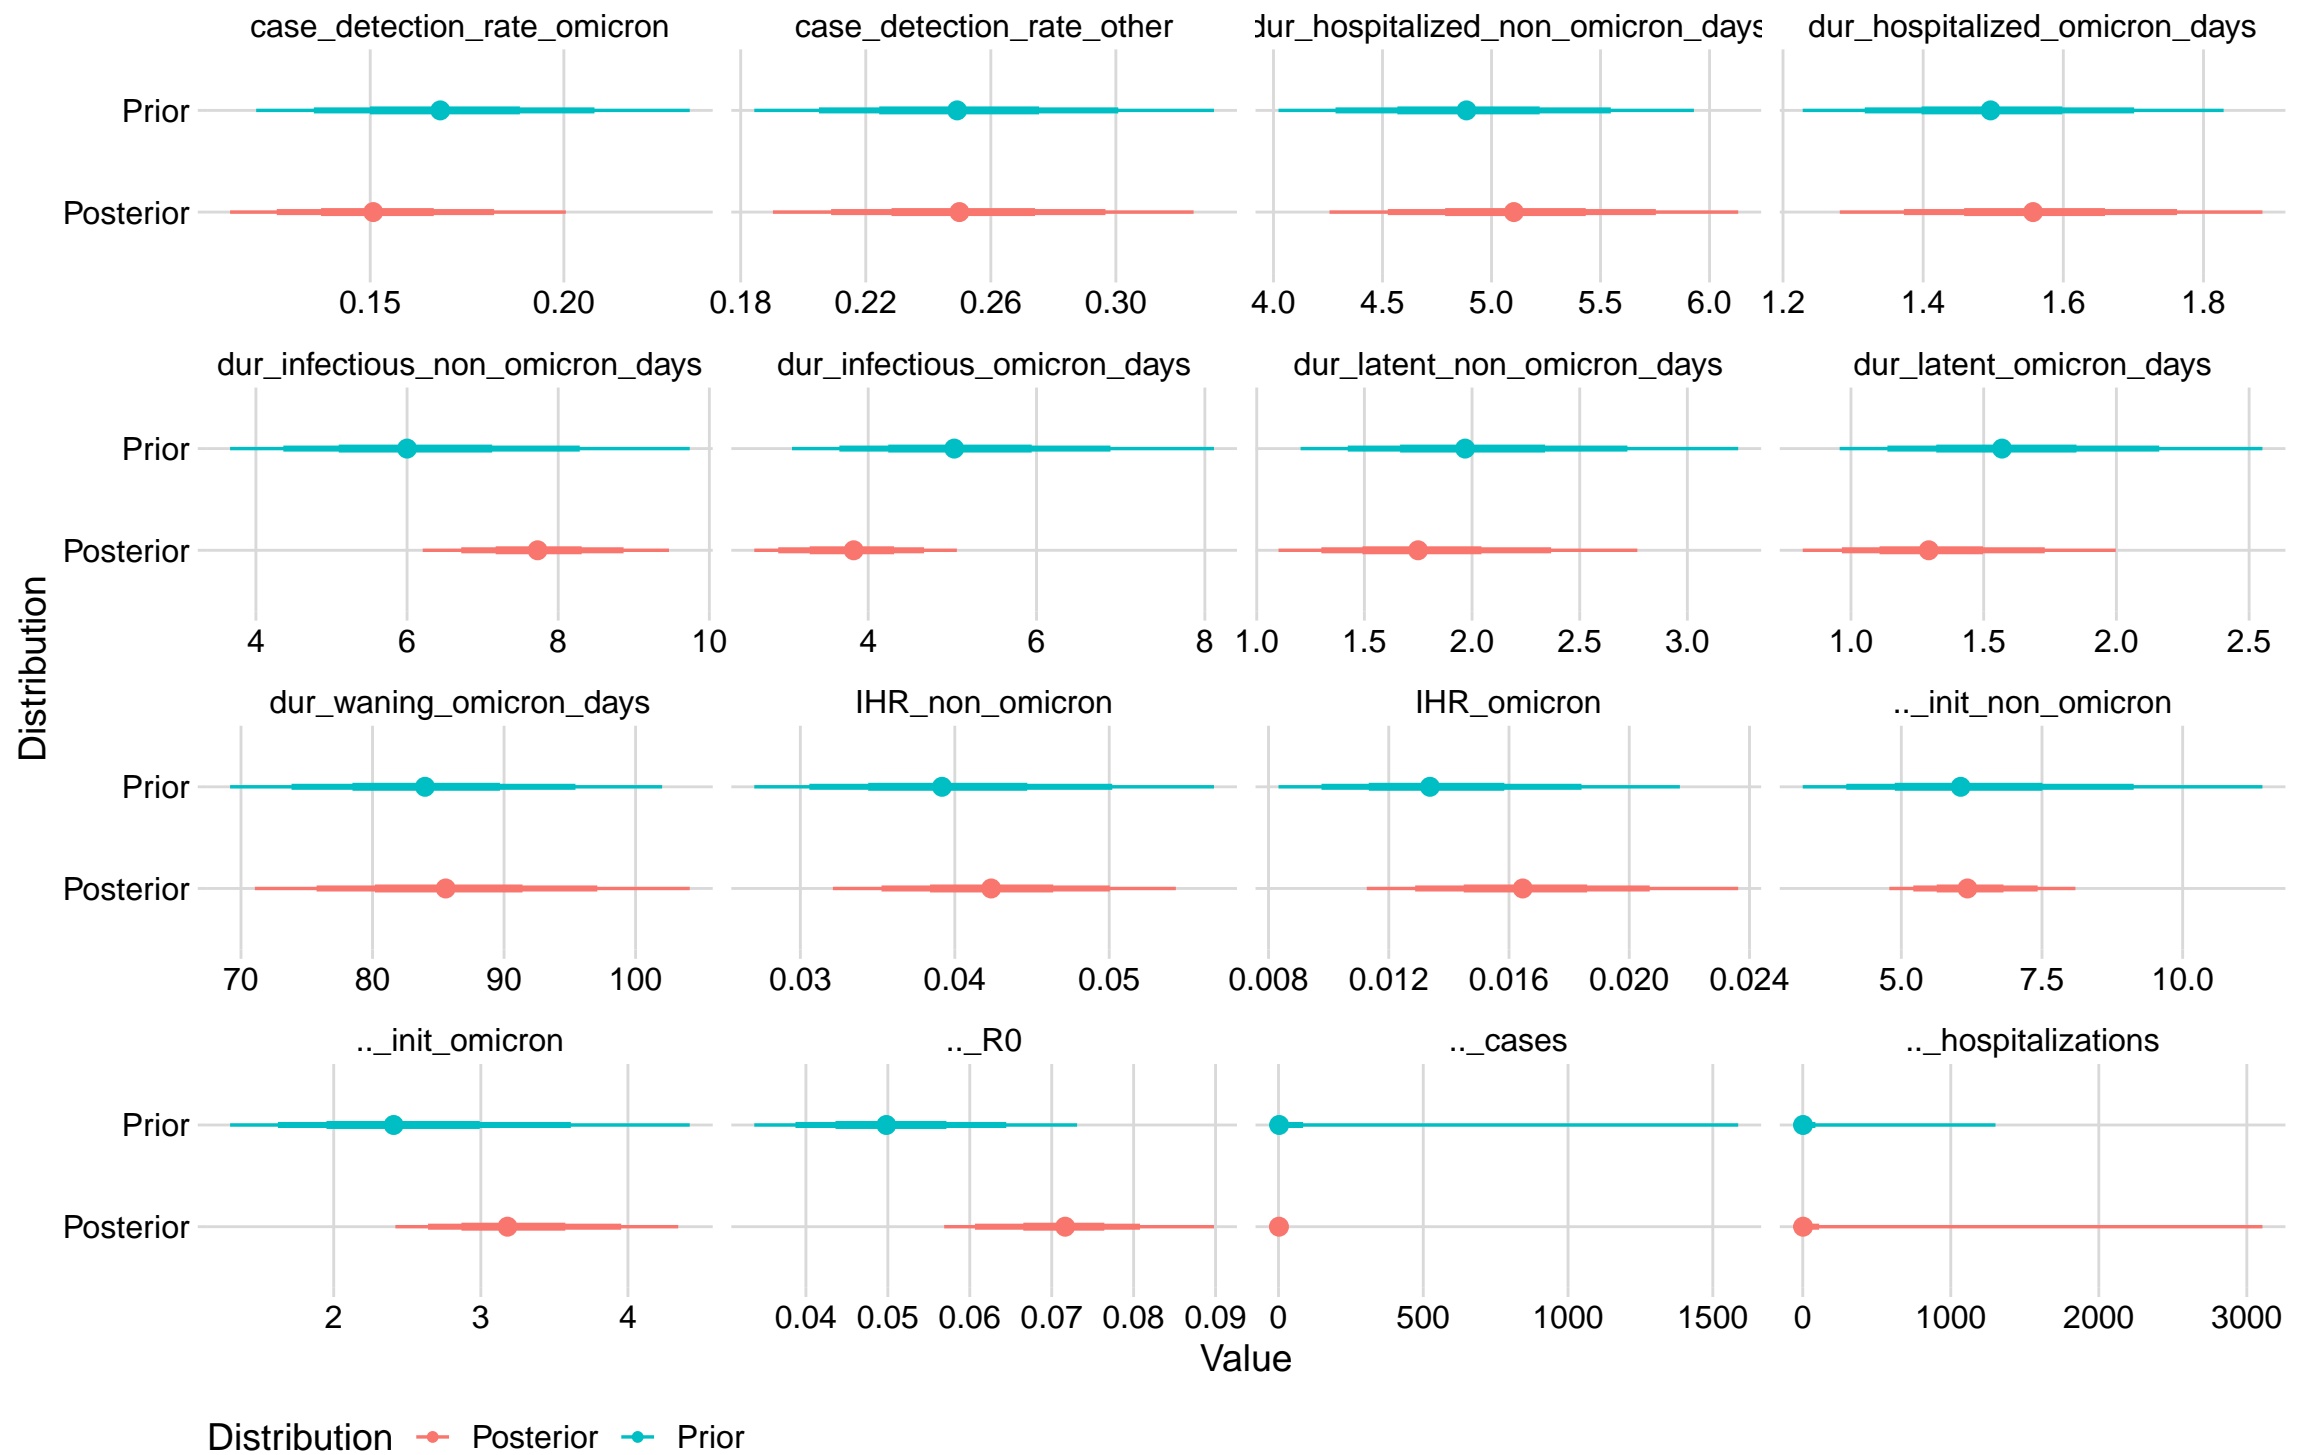 case_detection_rate_omicron case_detection_rate_other dur_hospitalized_non_omicron_days dur_hospitalized_omicron_days
Prior
Posterior
0.15 0.20 0.18 0.22 0.26 0.30 4.0 4.5 5.0 5.5 6.0 1.2 1.4 1.6 1.8
dur_infectious_non_omicron_days dur_infectious_omicron_days dur_latent_non_omicron_days dur_latent_omicron_days
Prior
Posterior
4 6 8 10 4 6 8 1.0 1.5 2.0 2.5 3.0 1.0 1.5 2.0 2.5
Distribution
dur_waning_omicron_days IHR_non_omicron IHR_omicron .._init_non_omicron
Prior
Posterior
70 80 90 100 0.03 0.04 0.05 0.008 0.012 0.016 0.020 0.024 5.0 7.5 10.0
.._init_omicron .._R0 .._cases .._hospitalizations
Prior
Posterior
2 3 4 0.04 0.05 0.06 0.07 0.08 0.09 0 500 1000 1500 0 1000 2000 3000
Value
Distribution Posterior Prior